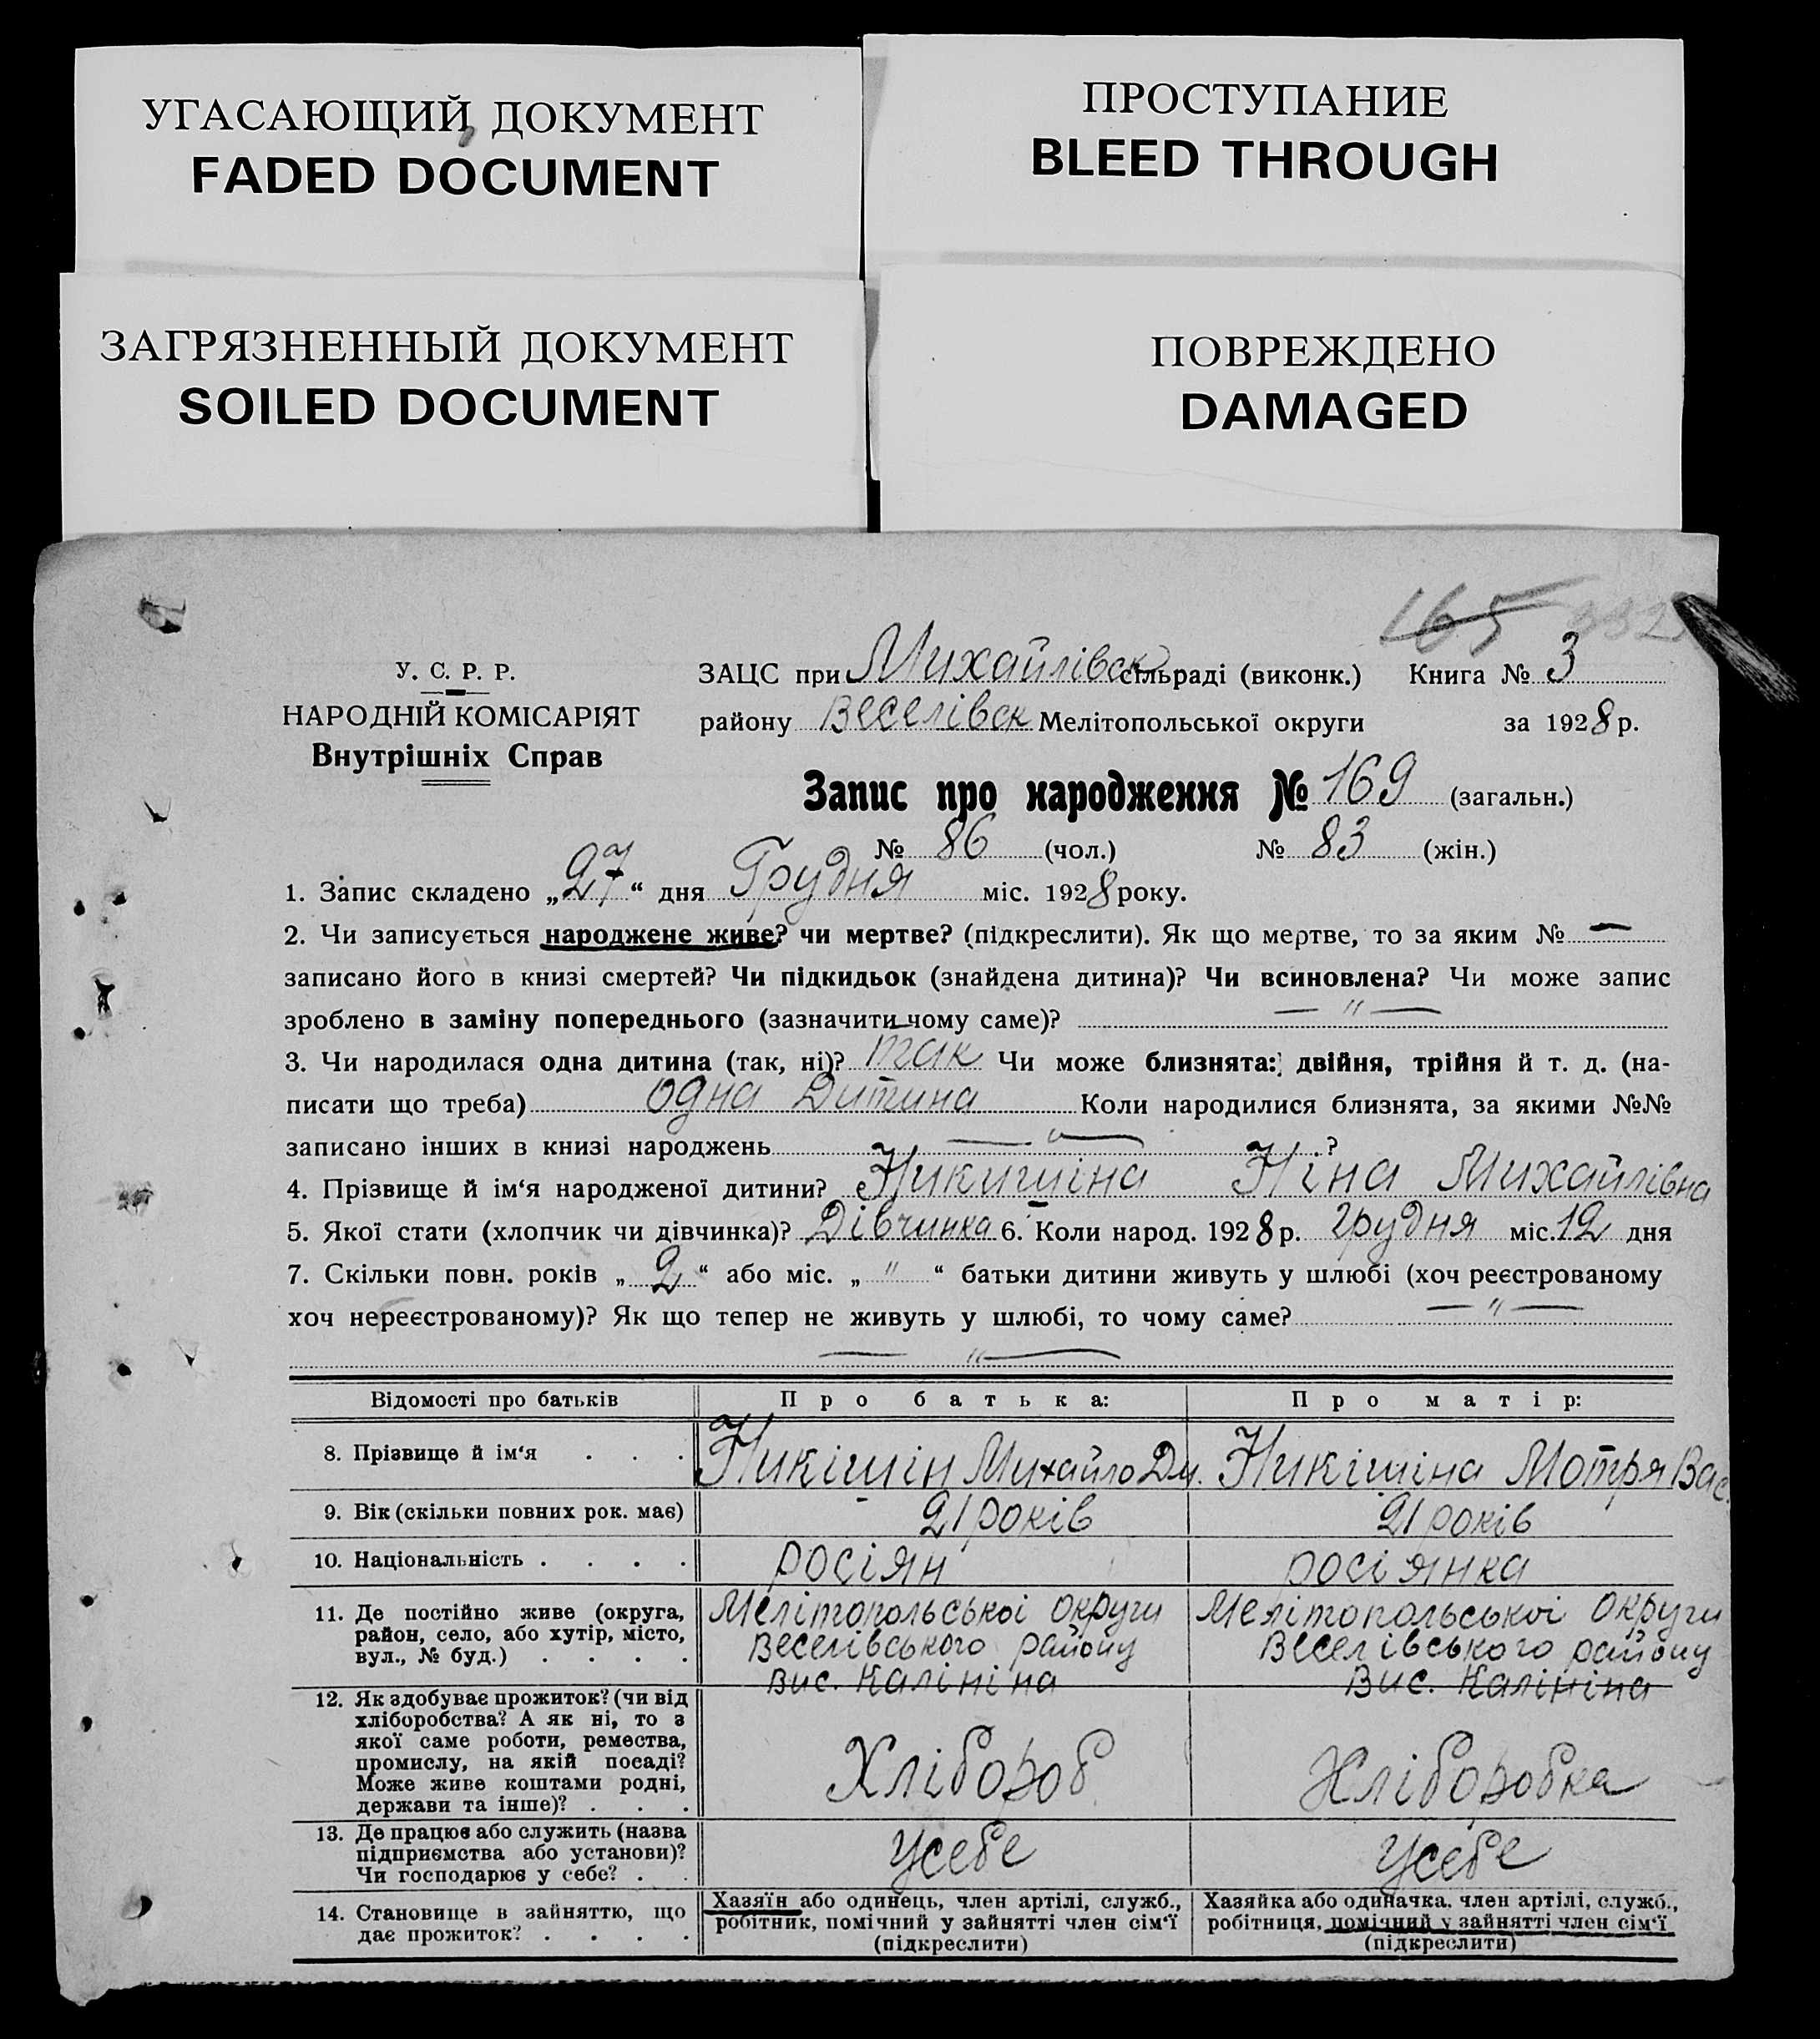 УГАСАЮЩИЙ ДОКУМЕНТ
FADED DOCUMENT
ПРОСТУПАНИЕ
BLEED THROUGH
ЗАГРЯЗНЕННЫЙ ДОКУМЕНТ
SOILED DOCUMENT
ПОВРЕЖДЕНО
DAMAGED
165
У. С. Р. Р.
НАРОДНІЙ КОМІСАРІЯТ
Внутрішніх Справ
ЗАЦС при Михайлівск сільраді (виконк.) Книга № 3
району Веселівск Мелітопольської округи за 1928 р.
Запис про народження № 169 (загальн.)
№ 86 (чол.) № 83 (жін.)
1. Запис складено „27“ дня Грудня міс. 1928 року.
2. Чи записується народжене живе? чи мертве? (підкреслити). Як що мертве, то за яким № —
записано його в книзі смертей? Чи підкидьок (знайдена дитина)? Чи всиновлена? Чи може запис
зроблено в заміну попереднього (зазначити чому саме)? — " —
3. Чи народилася одна дитина (так, ні)? так Чи може близнята: двійня, трійня й т. д. (на-
писати що треба) одна Дитина Коли народилися близнята, за якими №№
записано інших в книзі народжень — " — ?
4. Прізвище й ім‘я народженої дитини? Никишіна Ніна Михайлівна
5. Якої стати (хлопчик чи дівчинка)? Дівчинка 6. Коли народ. 1928 р. грудня міс. 12 дня
7. Скільки повн. років „2“ або міс. „ " “ батьки дитини живуть у шлюбі (хоч реєстрованому
хоч нереєстрованому)? Як що тепер не живуть у шлюбі, то чому саме? — " —
— " —
Відомості про батьків Про батька: Про матір:
8. Прізвище й ім‘я . . . Никішін Михайло Дм. Никішіна Мотря Вас.
9. Вік (скільки повних рок. має) 21 років 21 років
10. Національність . . . . росіян росіянка
11. Де постійно живе (округа, Мелітопольськоі округи Мелітопольськоі округи
район, село, або хутір, місто, Веселівського району Веселівського району
вул., № буд.) . . . . Вис. Калініна Вис. Калініна
12. Як здобуває прожиток? (чи від
хліборобства? А як ні, то з
якої саме роботи, ремества,
промислу, на якій посаді? Хлібороб Хліборобка
Може живе коштами родні,
держави та інше)? . . .
13. Де працює або служить (назва
підприємства або установи)? Усебе Усебе
Чи господарює у себе? . .
14. Становище в зайняттю, що Хазяїн або одинець, член артілі, служб., Хазяйка або одиначка, член артілі, служб.,
дає прожиток? . . . . робітник, помічний у зайнятті член сім‘ї робітниця, помічний у зайнятті член сім‘ї
(підкреслити) (підкреслити)